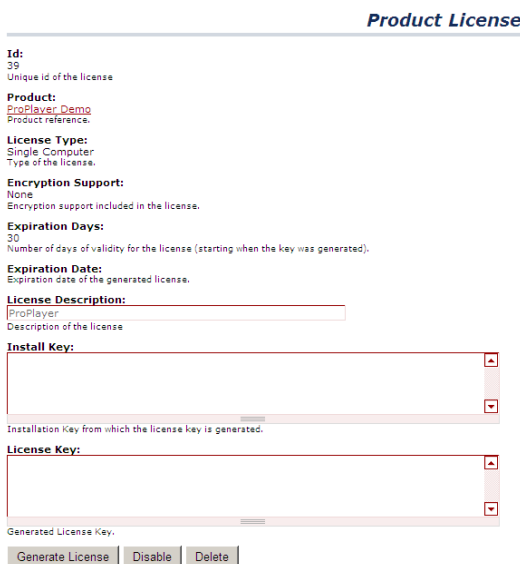 Product License
Id:
39
Unique id of the license
Product:
ProPlayer Demo
Product reference.
License Type:
Single Computer
Type of the license.
Encryption Support:
None
Encryption support included in the license.
Expiration Days:
30
Number of days of validity for the license (starting when the key was generated).
Expiration Date:
Expiration date of the generated license.
License Description:
ProPlayer
Description of the license
Install Key:
Installation Key from which the license key is generated.
License Key:
Generated License Key.
Generate License Disable Delete